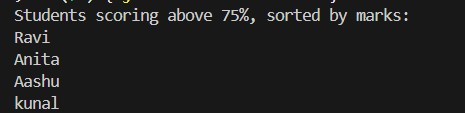 Students scoring above 75%, sorted by marks:
Ravi
Anita
Aashu
kunal